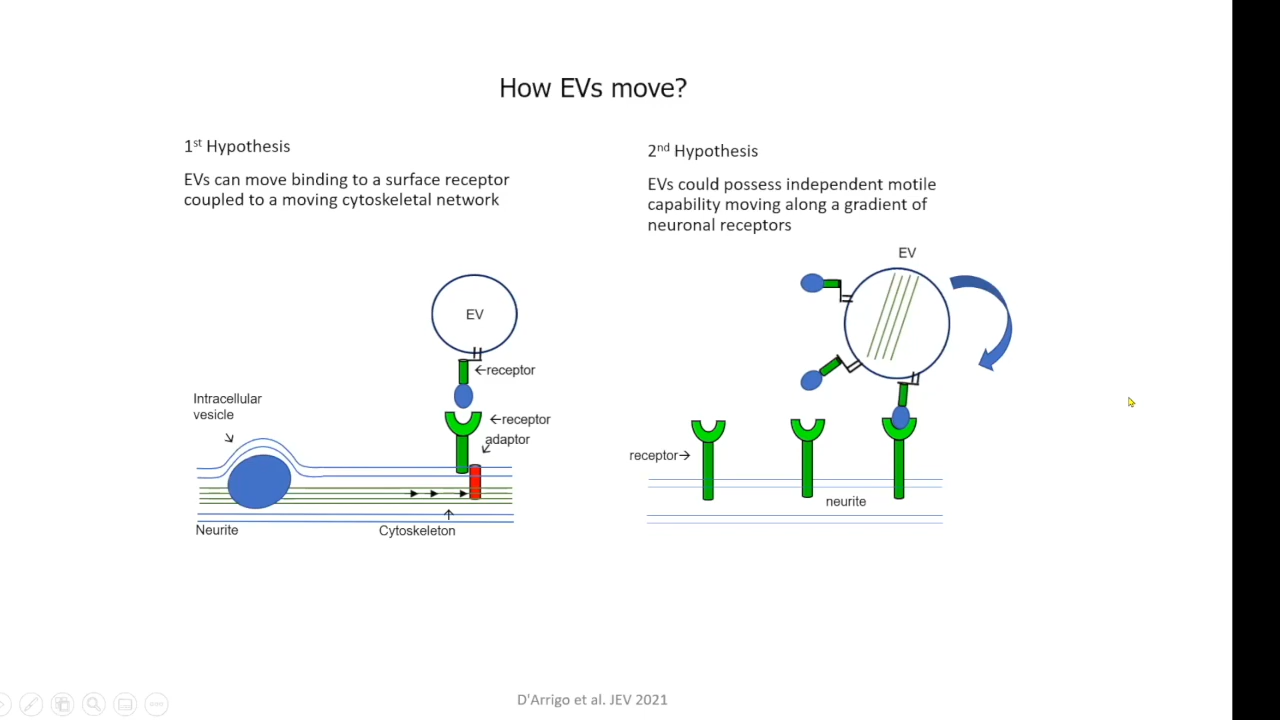 How EVs move?
1st Hypothesis
EVs can move binding to a surface receptor
coupled to a moving cytoskeletal network
EV
←receptor
←receptor
adaptor
Intracellular
vesicle
Neurite
Cytoskeleton
2nd Hypothesis
EVs could possess independent motile
capability moving along a gradient of
neuronal receptors
EV
receptor→
neurite
D'Arrigo et al. JEV 2021